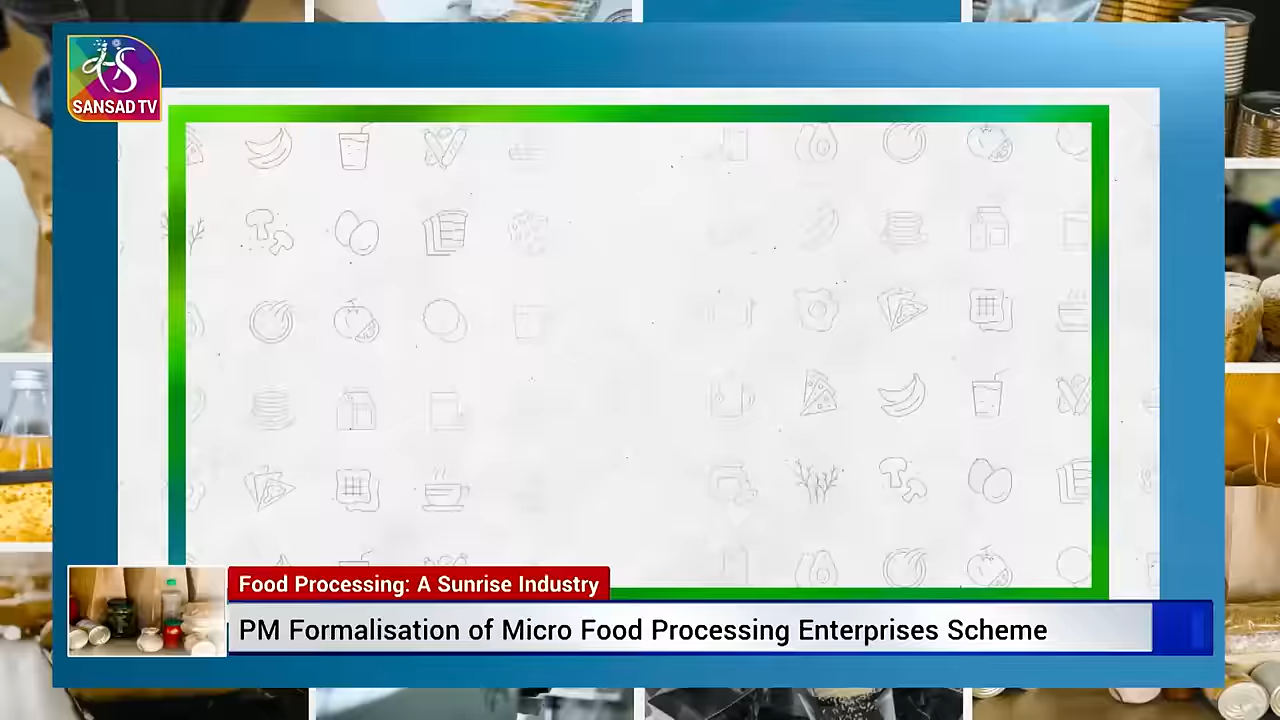 SANSAD TV
Food Processing: A Sunrise Industry
PM Formalisation of Micro Food Processing Enterprises Scheme